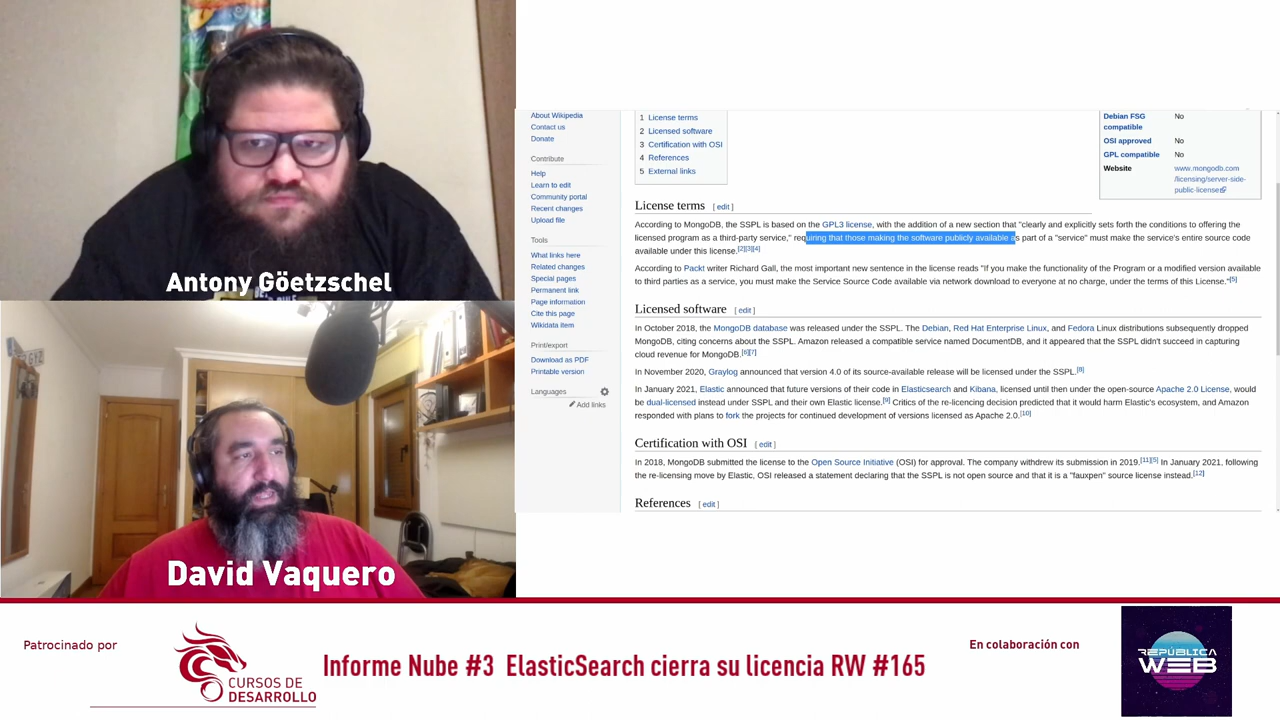 Antony Göetzschel
David Vaquero
About Wikipedia
Contact us
Donate
Contribute
Help
Learn to edit
Community portal
Recent changes
Upload file
Tools
What links here
Related changes
Special pages
Permanent link
Page information
Cite this page
Wikidata item
Print/export
Download as PDF
Printable version
Languages
Add links
1 License terms
2 Licensed software
3 Certification with OSI
4 References
5 External links
Debian FSG No
compatible
OSI approved No
GPL compatible No
Website www.mongodb.com
/licensing/server-side-
public-license
License terms [ edit ]
According to MongoDB, the SSPL is based on the GPL3 license, with the addition of a new section that "clearly and explicitly sets forth the conditions to offering the
licensed program as a third-party service," requiring that those making the software publicly available as part of a "service" must make the service's entire source code
available under this license.[2][3][4]
According to Packt writer Richard Gall, the most important new sentence in the license reads "If you make the functionality of the Program or a modified version available
to third parties as a service, you must make the Service Source Code available via network download to everyone at no charge, under the terms of this License."[5]
Licensed software [ edit ]
In October 2018, the MongoDB database was released under the SSPL. The Debian, Red Hat Enterprise Linux, and Fedora Linux distributions subsequently dropped
MongoDB, citing concerns about the SSPL. Amazon released a compatible service named DocumentDB, and it appeared that the SSPL didn't succeed in capturing
cloud revenue for MongoDB.[6][7]
In November 2020, Graylog announced that version 4.0 of its source-available release will be licensed under the SSPL.[8]
In January 2021, Elastic announced that future versions of their code in Elasticsearch and Kibana, licensed until then under the open-source Apache 2.0 License, would
be dual-licensed instead under SSPL and their own Elastic license.[9] Critics of the re-licencing decision predicted that it would harm Elastic's ecosystem, and Amazon
responded with plans to fork the projects for continued development of versions licensed as Apache 2.0.[10]
Certification with OSI [ edit ]
In 2018, MongoDB submitted the license to the Open Source Initiative (OSI) for approval. The company withdrew its submission in 2019.[11][5] In January 2021, following
the re-licensing move by Elastic, OSI released a statement declaring that the SSPL is not open source and that it is a "fauxpen" source license instead.[12]
References [ edit ]
Patrocinado por
CURSOS DE
DESARROLLO
Informe Nube #3 ElasticSearch cierra su licencia RW #165
En colaboración con
REPÚBLICA
WEB